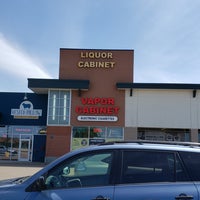 LIQUOR
CABINET
VAPOR
CABINET
ELECTRONIC CIGARETTES